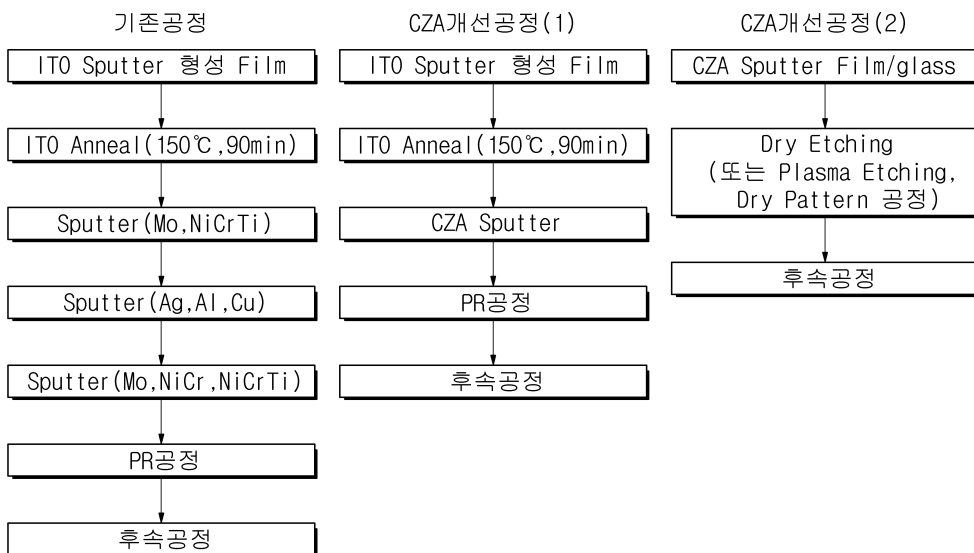 기존공정
ITO Sputter 형성 Film
ITO Anneal(150℃,90min)
Sputter(Mo,NiCrTi)
Sputter(Ag,Al,Cu)
Sputter(Mo,NiCr,NiCrTi)
PR공정
후속공정
CZA개선공정(1)
ITO Sputter 형성 Film
ITO Anneal(150℃,90min)
CZA Sputter
PR공정
후속공정
CZA개선공정(2)
CZA Sputter Film/glass
Dry Etching
(또는 Plasma Etching,
Dry Pattern 공정)
후속공정